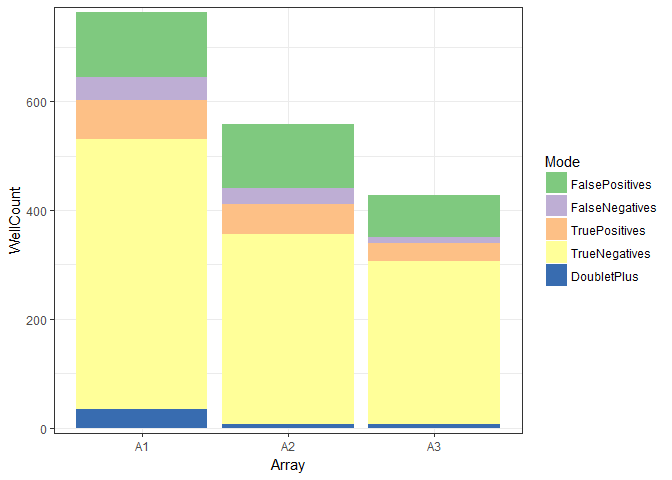 WellCount
600
400
200
0
A1 A2 A3
Array
Mode
FalsePositives
FalseNegatives
TruePositives
TrueNegatives
DoubletPlus